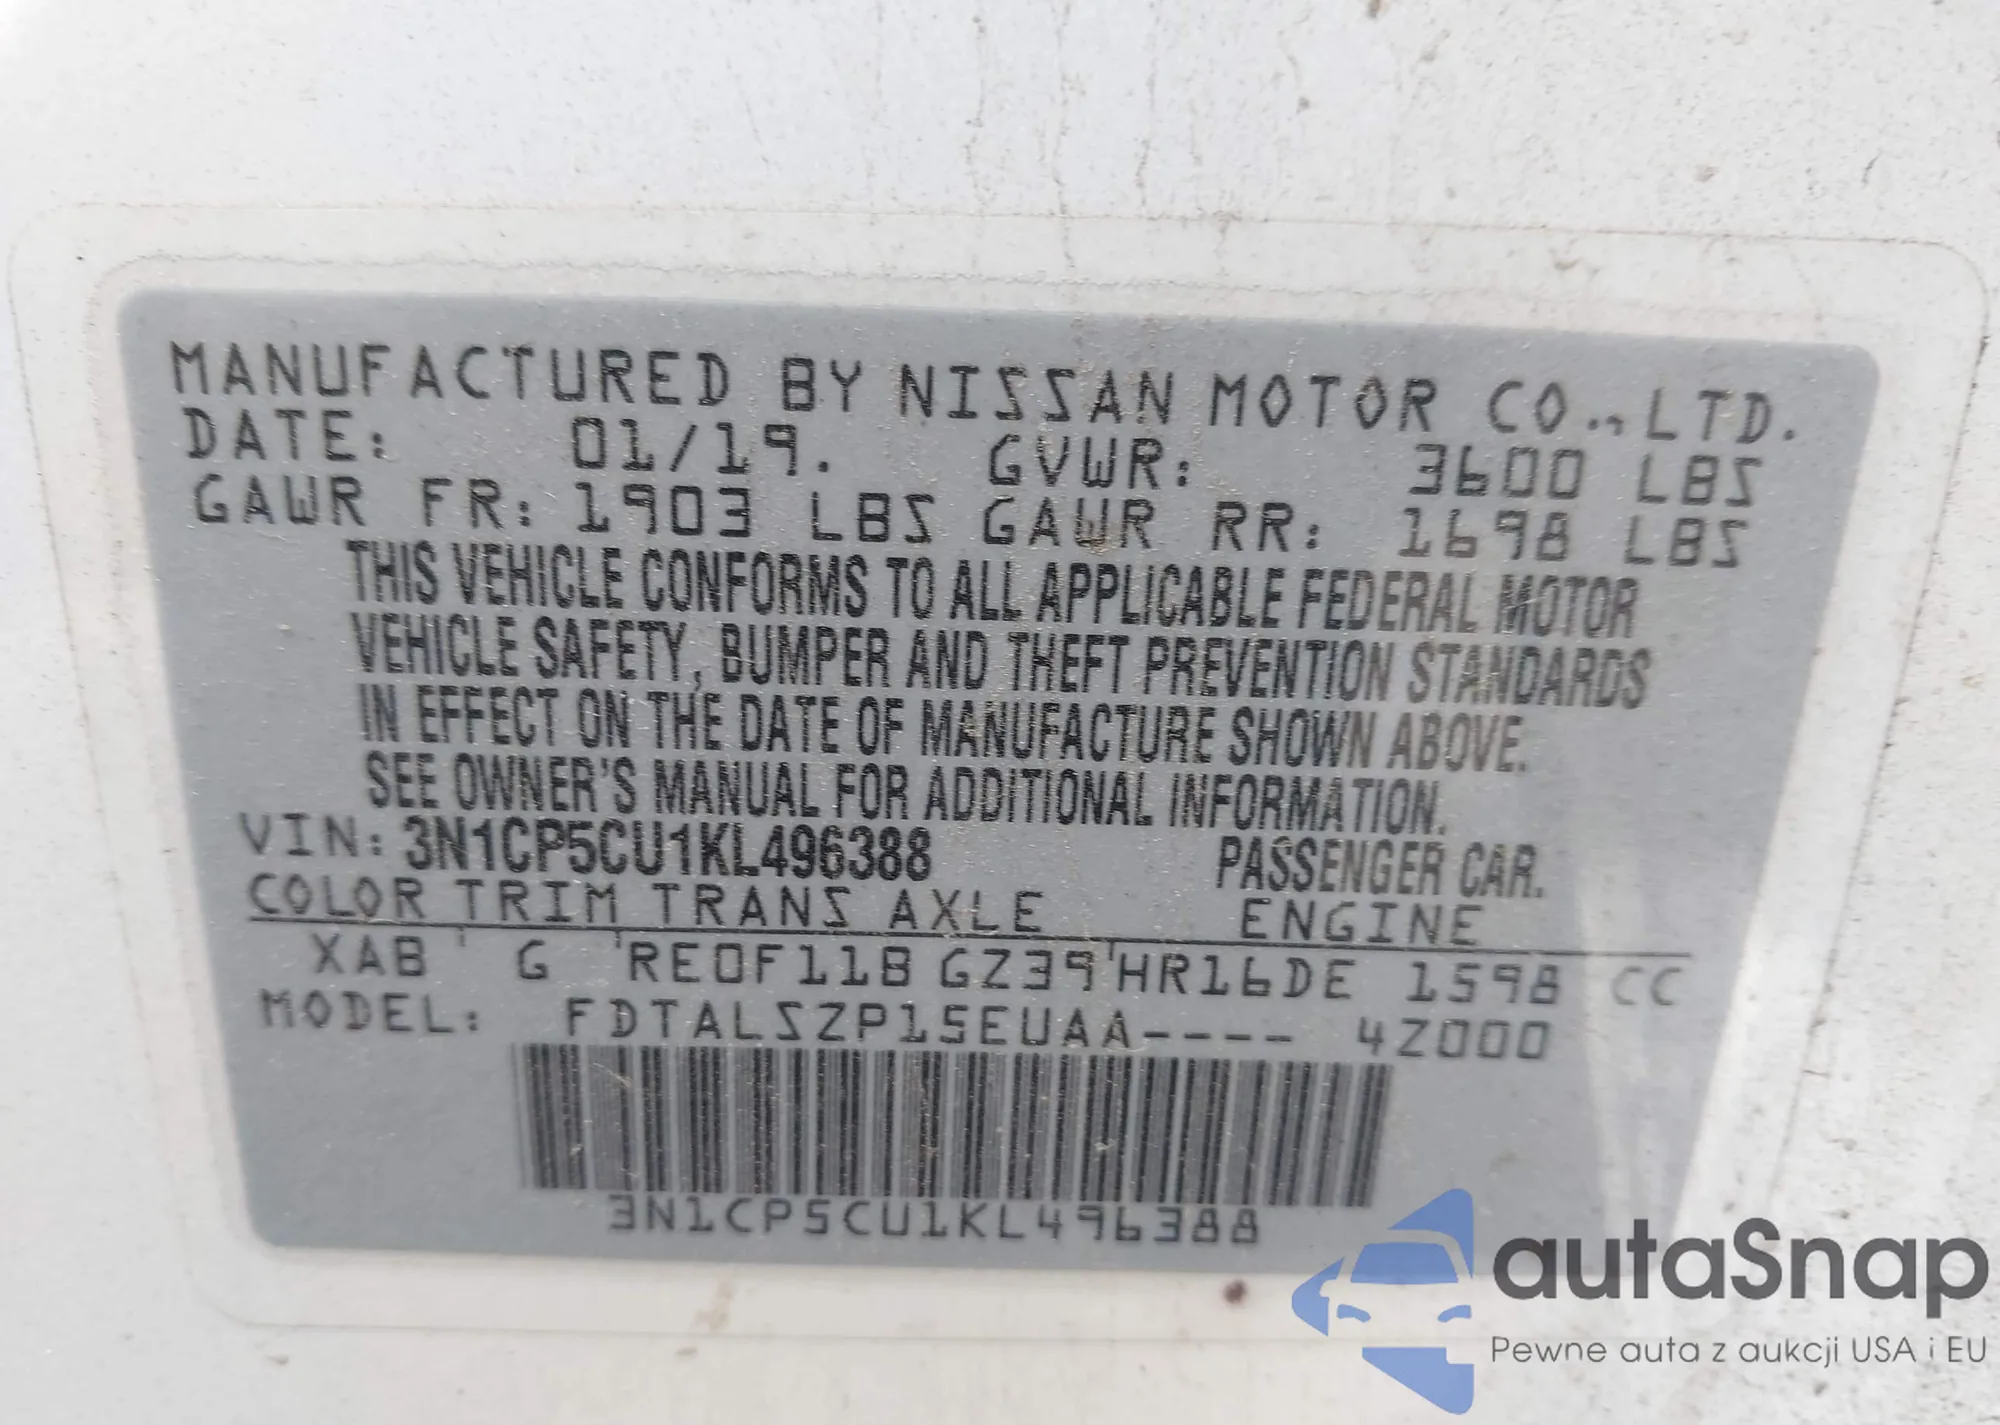 MANUFACTURED BY NISSAN MOTOR CO., LTD.
DATE: 01/19. GVWR: 3600 LBS
GAWR FR: 1903 LBS GAWR RR: 1698 LBS
THIS VEHICLE CONFORMS TO ALL APPLICABLE FEDERAL MOTOR
VEHICLE SAFETY, BUMPER AND THEFT PREVENTION STANDARDS
IN EFFECT ON THE DATE OF MANUFACTURE SHOWN ABOVE.
SEE OWNER'S MANUAL FOR ADDITIONAL INFORMATION.
VIN: 3N1CP5CU1KL496388 PASSENGER CAR.
COLOR TRIM TRANS AXLE ENGINE
XAB G RE0F11B GZ39 HR16DE 1598 CC
MODEL: FDTALSZP15EUAA---- 4Z000
3N1CP5CU1KL496388
autaSnap
Pewne auta z aukcji USA i EU